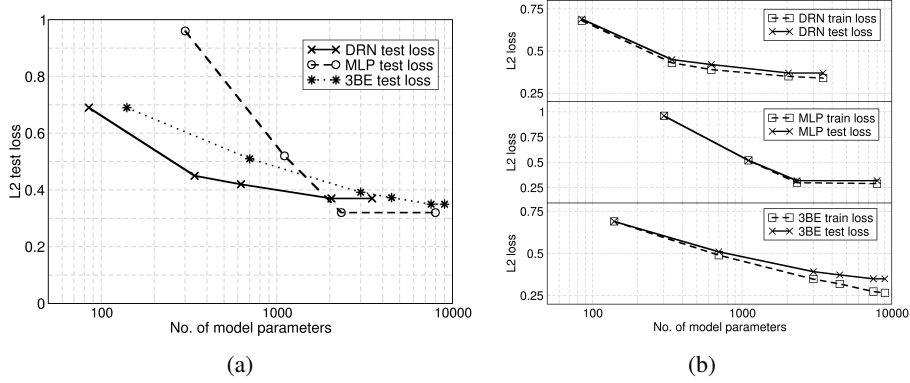 1
0.8
0.6
0.4
0.2
0
L2 test loss
DRN test loss
MLP test loss
3BE test loss
100
1000
10000
No. of model parameters
(a)
0.75
0.5
0.25
L2 loss
DRN train loss
DRN test loss
1
0.75
0.5
0.25
L2 loss
MLP train loss
MLP test loss
0.75
0.5
0.25
L2 loss
3BE train loss
3BE test loss
100
1000
10000
No. of model parameters
(b)